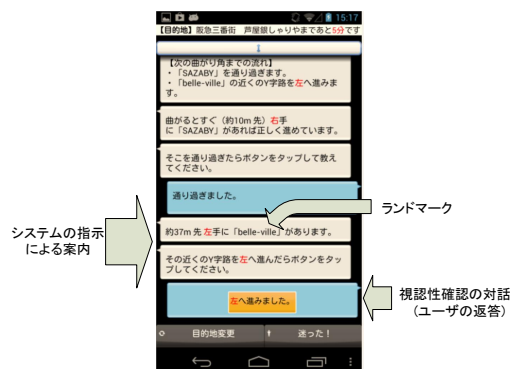 15:17
【目的地】阪急三番街 芦屋銀しゃりやまであと5分です
【次の曲がり角までの流れ】
・「SAZABY」を通り過ぎます。
・「belle-ville」の近くのY字路を左へ進みま
す。
曲がるとすぐ（約10m 先）右手
に「SAZABY」があれば正しく進めています。
そこを通り過ぎたらボタンをタップして教え
てください。
通り過ぎました。
ランドマーク
約37m 先 左手に「belle-ville」があります。
システムの指示
による案内
その近くのY字路を左へ進んだらボタンをタッ
プしてください。
左へ進みました。
視認性確認の対話
（ユーザの返答）
目的地変更
迷った！